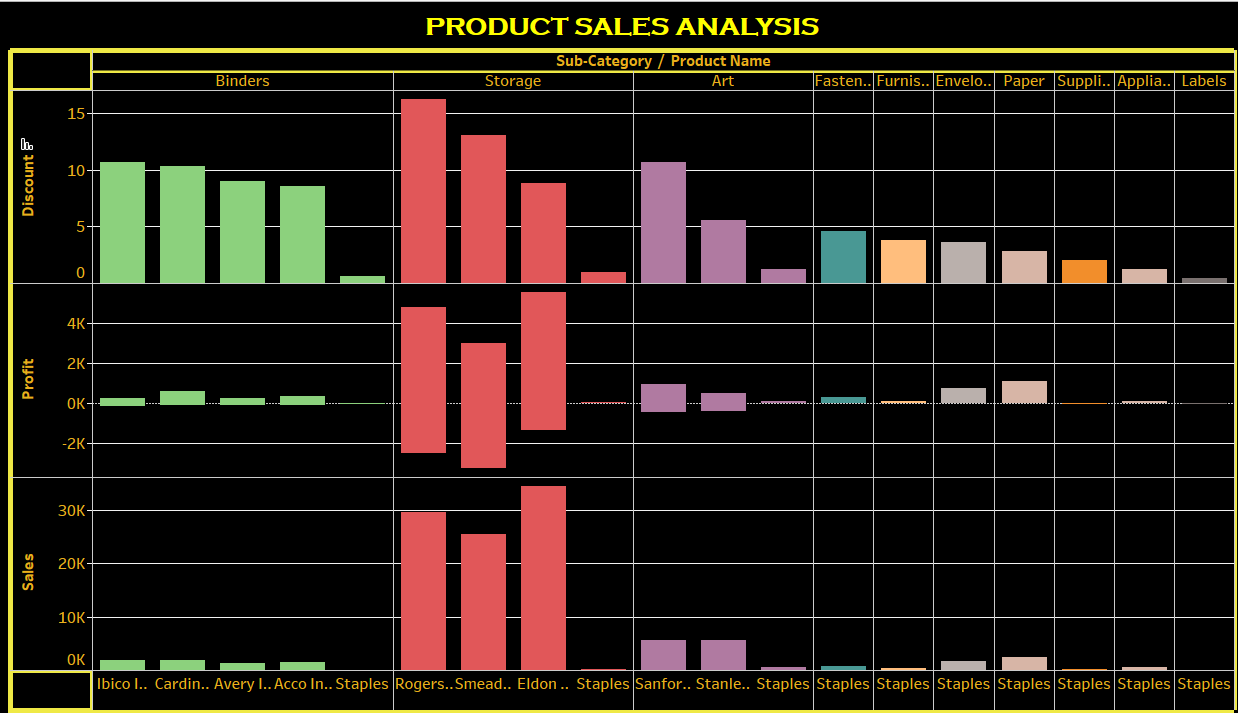 PRODUCT SALES ANALYSIS
Sub-Category / Product Name
Binders Storage Art Fasten.. Furnis.. Envelo.. Paper Suppli.. Applia.. Labels
Discount
15
10
5
0
Profit
4K
2K
0K
-2K
Sales
30K
20K
10K
0K
Ibico I.. Cardin.. Avery I.. Acco In.. Staples Rogers.. Smead.. Eldon .. Staples Sanfor.. Stanle.. Staples Staples Staples Staples Staples Staples Staples Staples